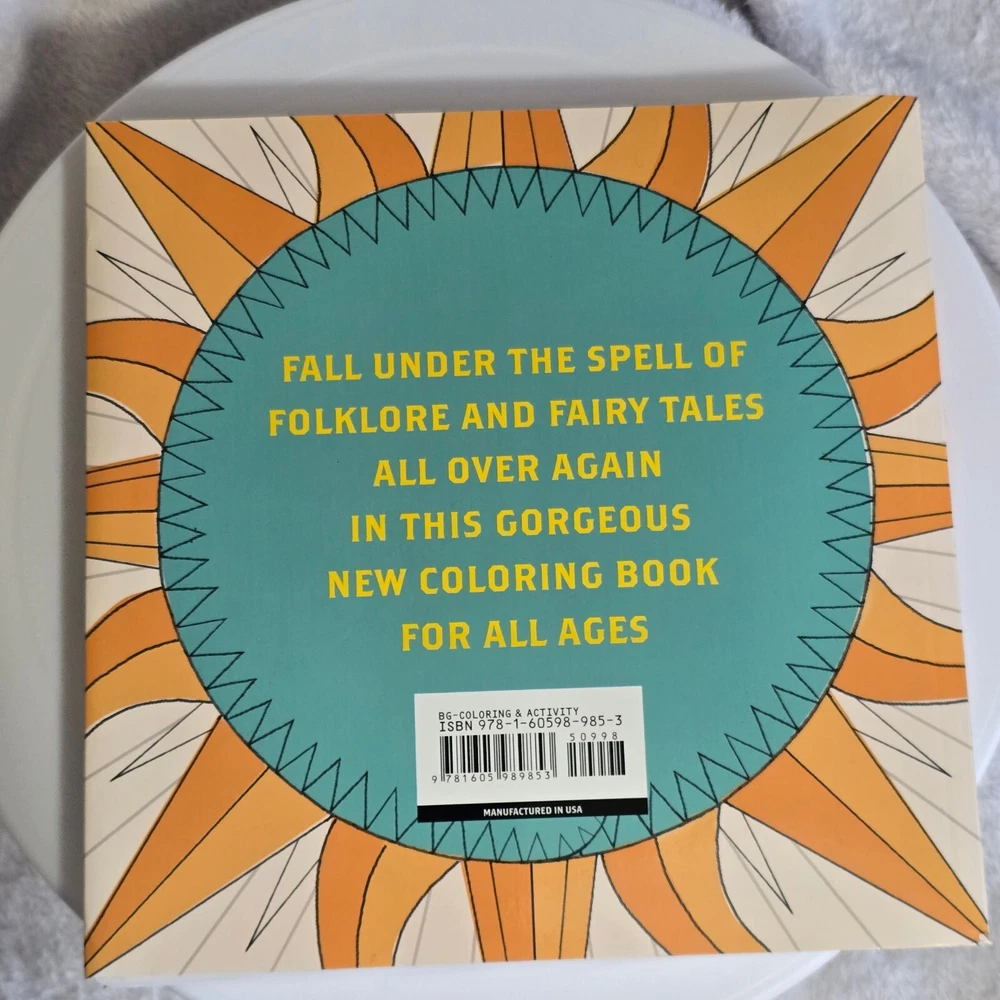 FALL UNDER THE SPELL OF
FOLKLORE AND FAIRY TALES
ALL OVER AGAIN
IN THIS GORGEOUS
NEW COLORING BOOK
FOR ALL AGES
BG-COLORING & ACTIVITY
ISBN 978-1-60598-985-3
50998
9 781605 989853
MANUFACTURED IN USA